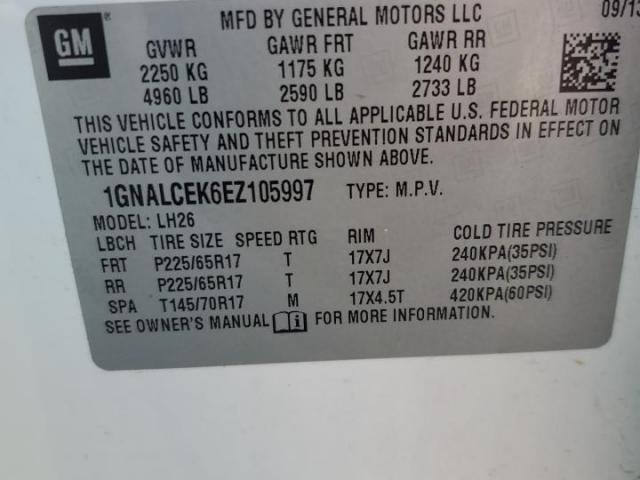 MFD BY GENERAL MOTORS LLC 09/13
GM
GVWR GAWR FRT GAWR RR
2250 KG 1175 KG 1240 KG
4960 LB 2590 LB 2733 LB
THIS VEHICLE CONFORMS TO ALL APPLICABLE U.S. FEDERAL MOTOR
VEHICLE SAFETY AND THEFT PREVENTION STANDARDS IN EFFECT ON
THE DATE OF MANUFACTURE SHOWN ABOVE.
1GNALCEK6EZ105997 TYPE: M.P.V.
MODEL: LH26
LBCH TIRE SIZE SPEED RTG RIM COLD TIRE PRESSURE
FRT P225/65R17 T 17X7J 240KPA(35PSI)
RR P225/65R17 T 17X7J 240KPA(35PSI)
SPA T145/70R17 M 17X4.5T 420KPA(60PSI)
SEE OWNER'S MANUAL FOR MORE INFORMATION.